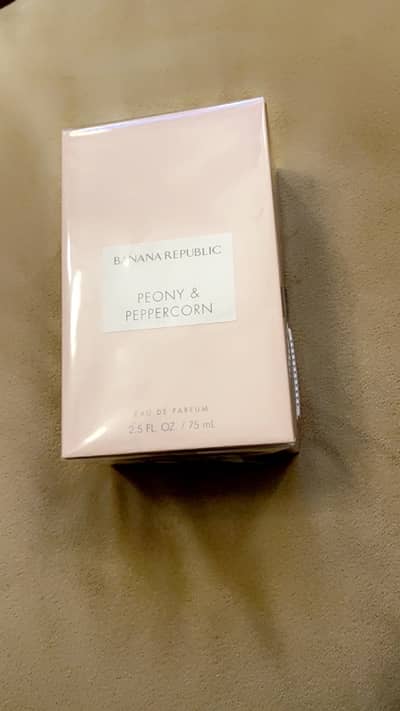 BANANA REPUBLIC
PEONY &
PEPPERCORN
EAU DE PARFUM
2.5 FL. OZ. / 75 mL